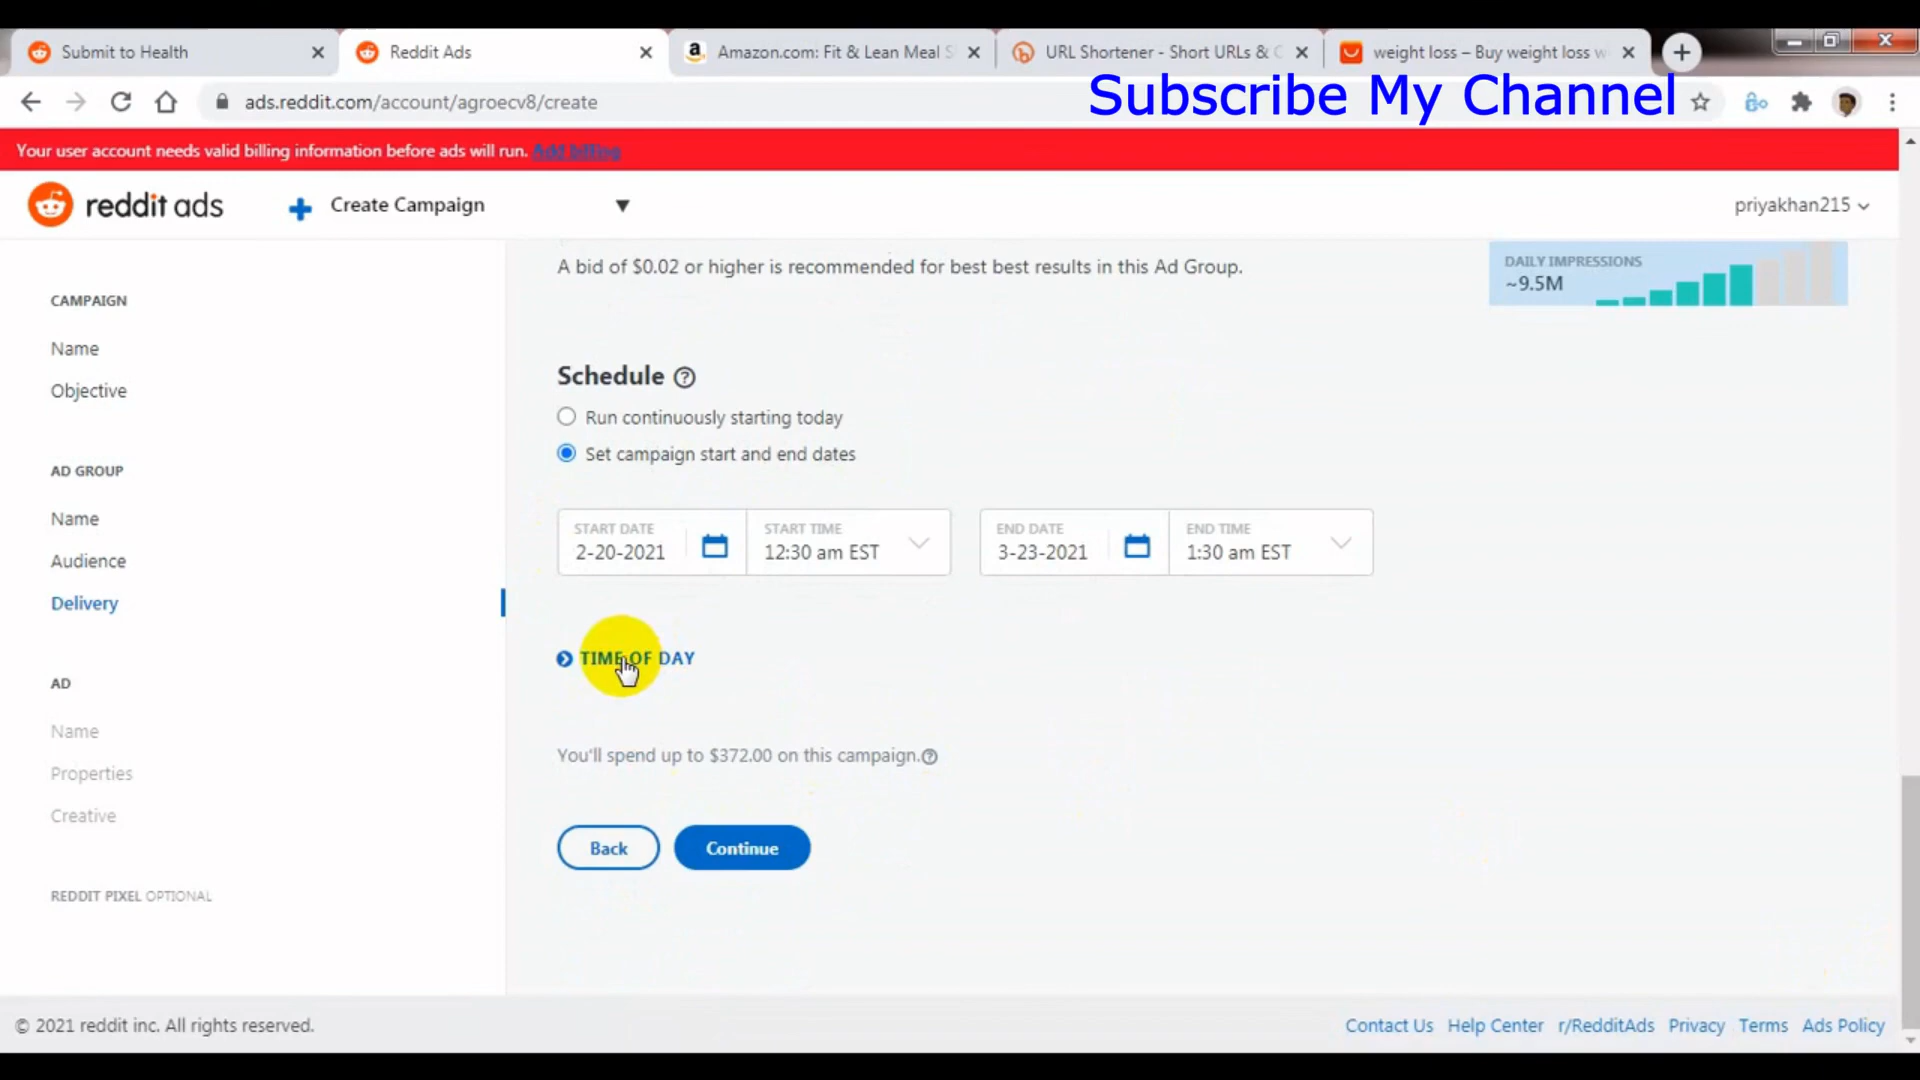 Submit to Health
Reddit Ads
Amazon.com: Fit & Lean Meal S
URL Shortener - Short URLs & C
weight loss – Buy weight loss w
ads.reddit.com/account/agroecv8/create
Subscribe My Channel
Your user account needs valid billing information before ads will run. Add billing
reddit ads
Create Campaign
priyakhan215
A bid of $0.02 or higher is recommended for best best results in this Ad Group.
DAILY IMPRESSIONS
~9.5M
CAMPAIGN
Name
Objective
AD GROUP
Name
Audience
Delivery
AD
Name
Properties
Creative
REDDIT PIXEL OPTIONAL
Schedule
Run continuously starting today
Set campaign start and end dates
START DATE
2-20-2021
START TIME
12:30 am EST
END DATE
3-23-2021
END TIME
1:30 am EST
TIME OF DAY
You'll spend up to $372.00 on this campaign.
Back
Continue
© 2021 reddit inc. All rights reserved.
Contact Us Help Center r/RedditAds Privacy Terms Ads Policy